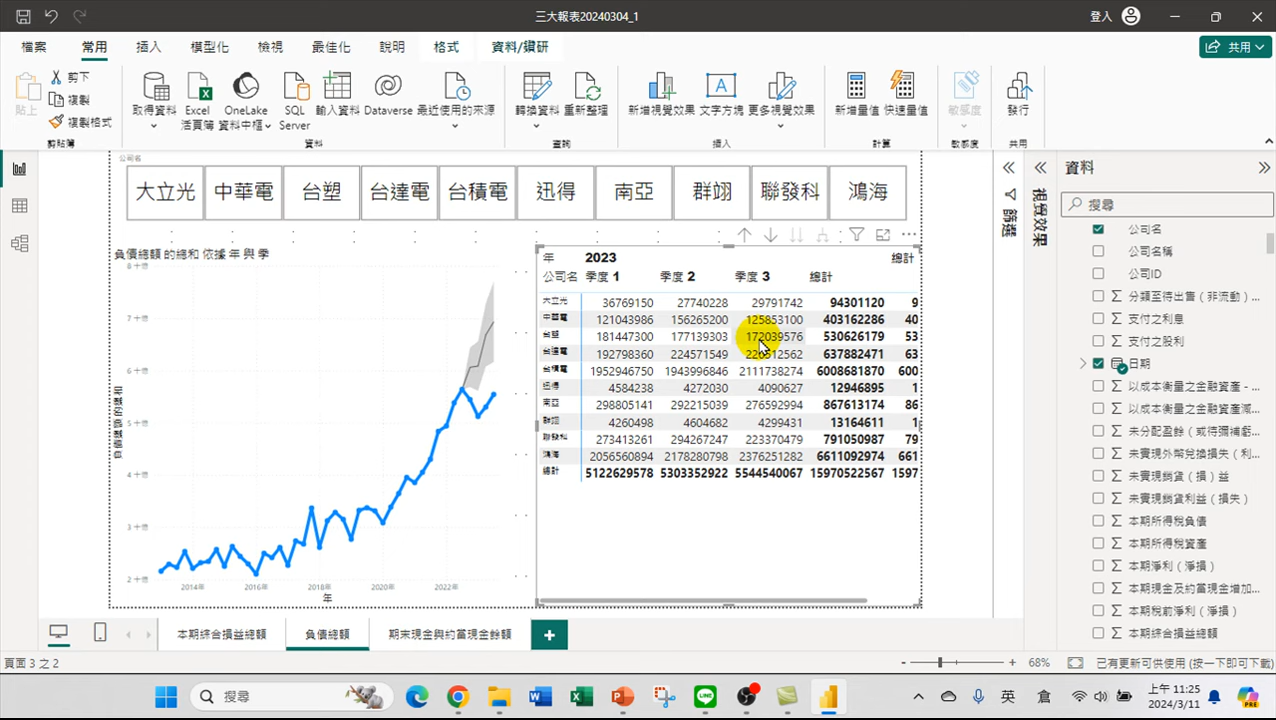 三大報表20240304_1
登入
檔案 常用 插入 模型化 檢視 最佳化 說明 格式 資料/鑽研 共用
貼上 剪下 複製 複製格式
剪貼簿
取得資料 Excel 活頁簿 OneLake 資料中樞 SQL Server 輸入資料 Dataverse 最近使用的來源
資料
轉換資料 重新整理
查詢
新增視覺效果 文字方塊 更多視覺效果
插入
新增量值 快速量值
計算
敏感度
敏感度
發行
共用
公司名
大立光 中華電 台塑 台達電 台積電 迅得 南亞 群翊 聯發科 鴻海
負債總額 的總和 依據 年 與 季
8 十億
7 十億
6 十億
5 十億
4 十億
3 十億
2 十億
負債總額 的總和
2014年 2016年 2018年 2020年 2022年
年
年 2023 總計
公司名 季度 1 季度 2 季度 3 總計
大立光 36769150 27740228 29791742 94301120 9
中華電 121043986 156265200 125853100 403162286 40
台塑 181447300 177139303 172039576 530626179 53
台達電 192798360 224571549 220512562 637882471 63
台積電 1952946750 1943996846 2111738274 6008681870 600
迅得 4584238 4272030 4090627 12946895 1
南亞 298805141 292215039 276592994 867613174 86
群翊 4260498 4604682 4299431 13164611 1
聯發科 273413261 294267247 223370479 791050987 79
鴻海 2056560894 2178280798 2376251282 6611092974 661
總計 5122629578 5303352922 5544540067 15970522567 1597
篩選
視覺效果
資料
搜尋
公司名
公司名稱
公司ID
分類至待出售（非流動）...
支付之利息
支付之股利
日期
以成本衡量之金融資產 - ...
以成本衡量之金融資產減...
未分配盈餘（或待彌補虧...
未實現外幣兌換損失（利...
未實現銷貨（損）益
未實現銷貨利益（損失）
本期所得稅負債
本期所得稅資產
本期淨利（淨損）
本期現金及約當現金增加...
本期稅前淨利（淨損）
本期綜合損益總額
本期綜合損益總額 負債總額 期末現金與約當現金餘額
頁面 3 之 2
68%
已有更新可供使用 (按一下即可下載)
搜尋
英
倉
上午 11:25
2024/3/11
PRE